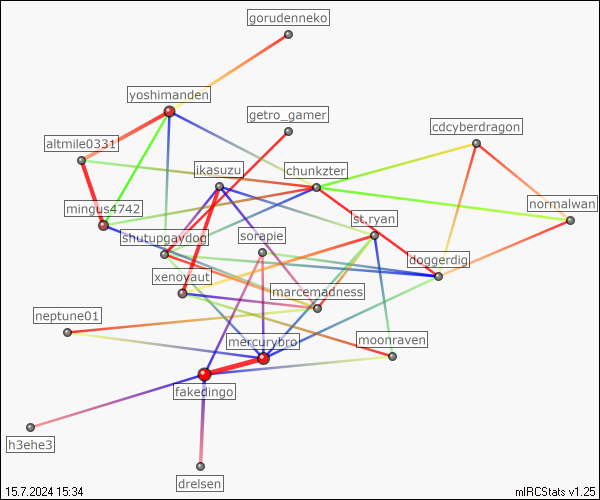 gorudenneko
yoshimanden
getro_gamer
cdcyberdragon
altmile0331
ikasuzu
chunkzter
normalwan
mingus4742
st.ryan
shutupgaydog
sonapie
doggerdig
xenoyaut
marcemadness
neptune01
mercurybro
moonraven
fakedingo
h3ehe3
drelsen
15.7.2024 15:34
mIRCStats v1.25